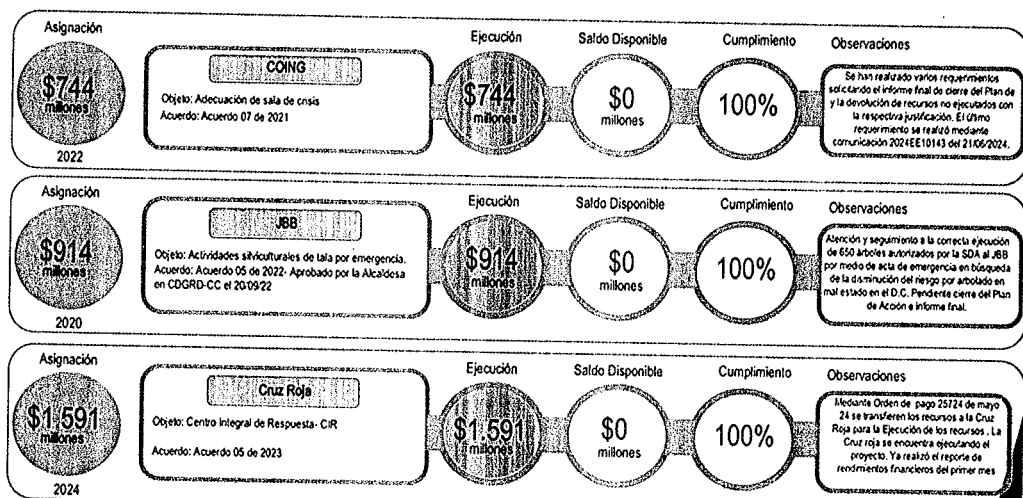 Asignación
$744
millones
2022
COING
Objeto: Adecuación de sala de crisis
Acuerdo: Acuerdo 07 de 2021
Ejecución
$744
millones
Saldo Disponible
$0
millones
Cumplimiento
100%
Observaciones
Se han realizado varios requerimientos
solicitando el informe final de cierre del Plan de
y la devolución de recursos no ejecutados con
la respectiva justificación. El último
requerimiento se realizó mediante
comunicación 2024EE10143 del 21/06/2024.
Asignación
$914
millones
2020
JBB
Objeto: Actividades silviculturales de tala por emergencia.
Acuerdo: Acuerdo 05 de 2022- Aprobado por la Alcaldesa
en CDGRD-CC el 20/09/22
Ejecución
$914
millones
Saldo Disponible
$0
millones
Cumplimiento
100%
Observaciones
Atención y seguimiento a la correcta ejecución
de 650 árboles autorizados por la SDA al JBB
por medio de acta de emergencia en búsqueda
de la disminución del riesgo por arbolado en
mal estado en el D.C. Pendiente cierre del Plan
de Acción e informe final.
Asignación
$1.591
millones
2024
Cruz Roja
Objeto: Centro Integral de Respuesta- CIR
Acuerdo: Acuerdo 05 de 2023
Ejecución
$1.591
millones
Saldo Disponible
$0
millones
Cumplimiento
100%
Observaciones
Mediante Orden de pago 25724 de mayo
24 se transfieren los recursos a la Cruz
Roja para la Ejecución de los recursos . La
Cruz roja se encuentra ejecutando el
proyecto. Ya realizó el reporte de
rendimientos financieros del primer mes